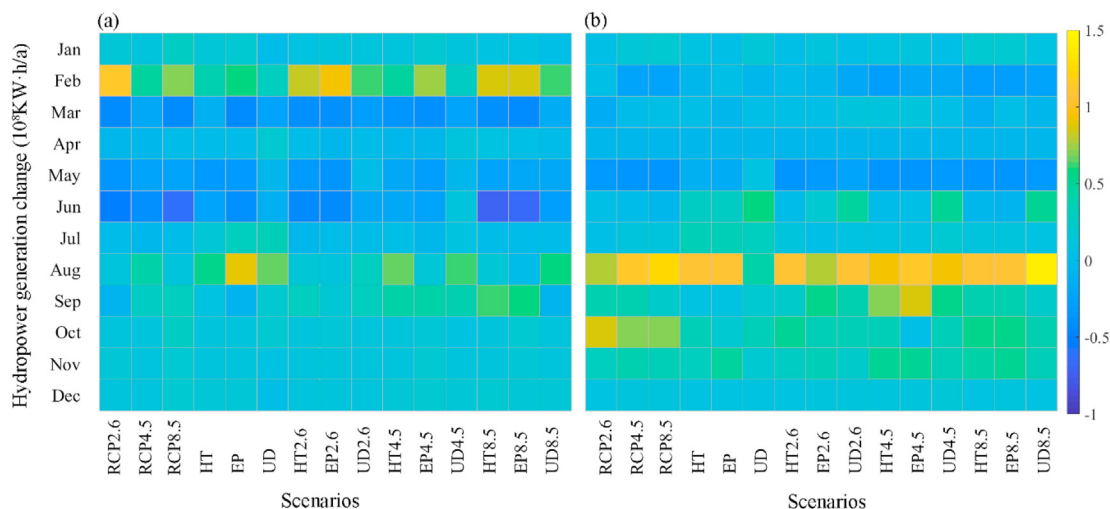 (a)
(b)
Hydropower generation change (10⁸KW·h/a)
Jan
Feb
Mar
Apr
May
Jun
Jul
Aug
Sep
Oct
Nov
Dec
RCP2.6
RCP4.5
RCP8.5
HT
EP
UD
HT2.6
EP2.6
UD2.6
HT4.5
EP4.5
UD4.5
HT8.5
EP8.5
UD8.5
Scenarios
RCP2.6
RCP4.5
RCP8.5
HT
EP
UD
HT2.6
EP2.6
UD2.6
HT4.5
EP4.5
UD4.5
HT8.5
EP8.5
UD8.5
Scenarios
1.5
1
0.5
0
-0.5
-1